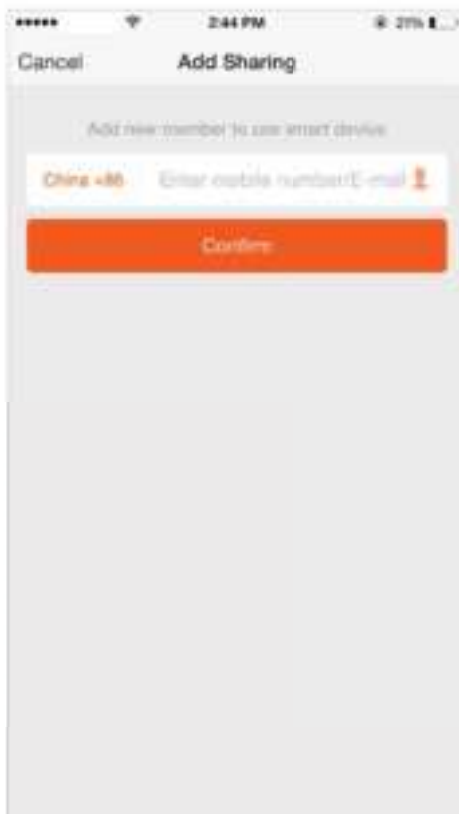 2:44 PM 21%
Cancel Add Sharing
Add new member to use smart device
China +86 Enter mobile number/E-mail
Confirm